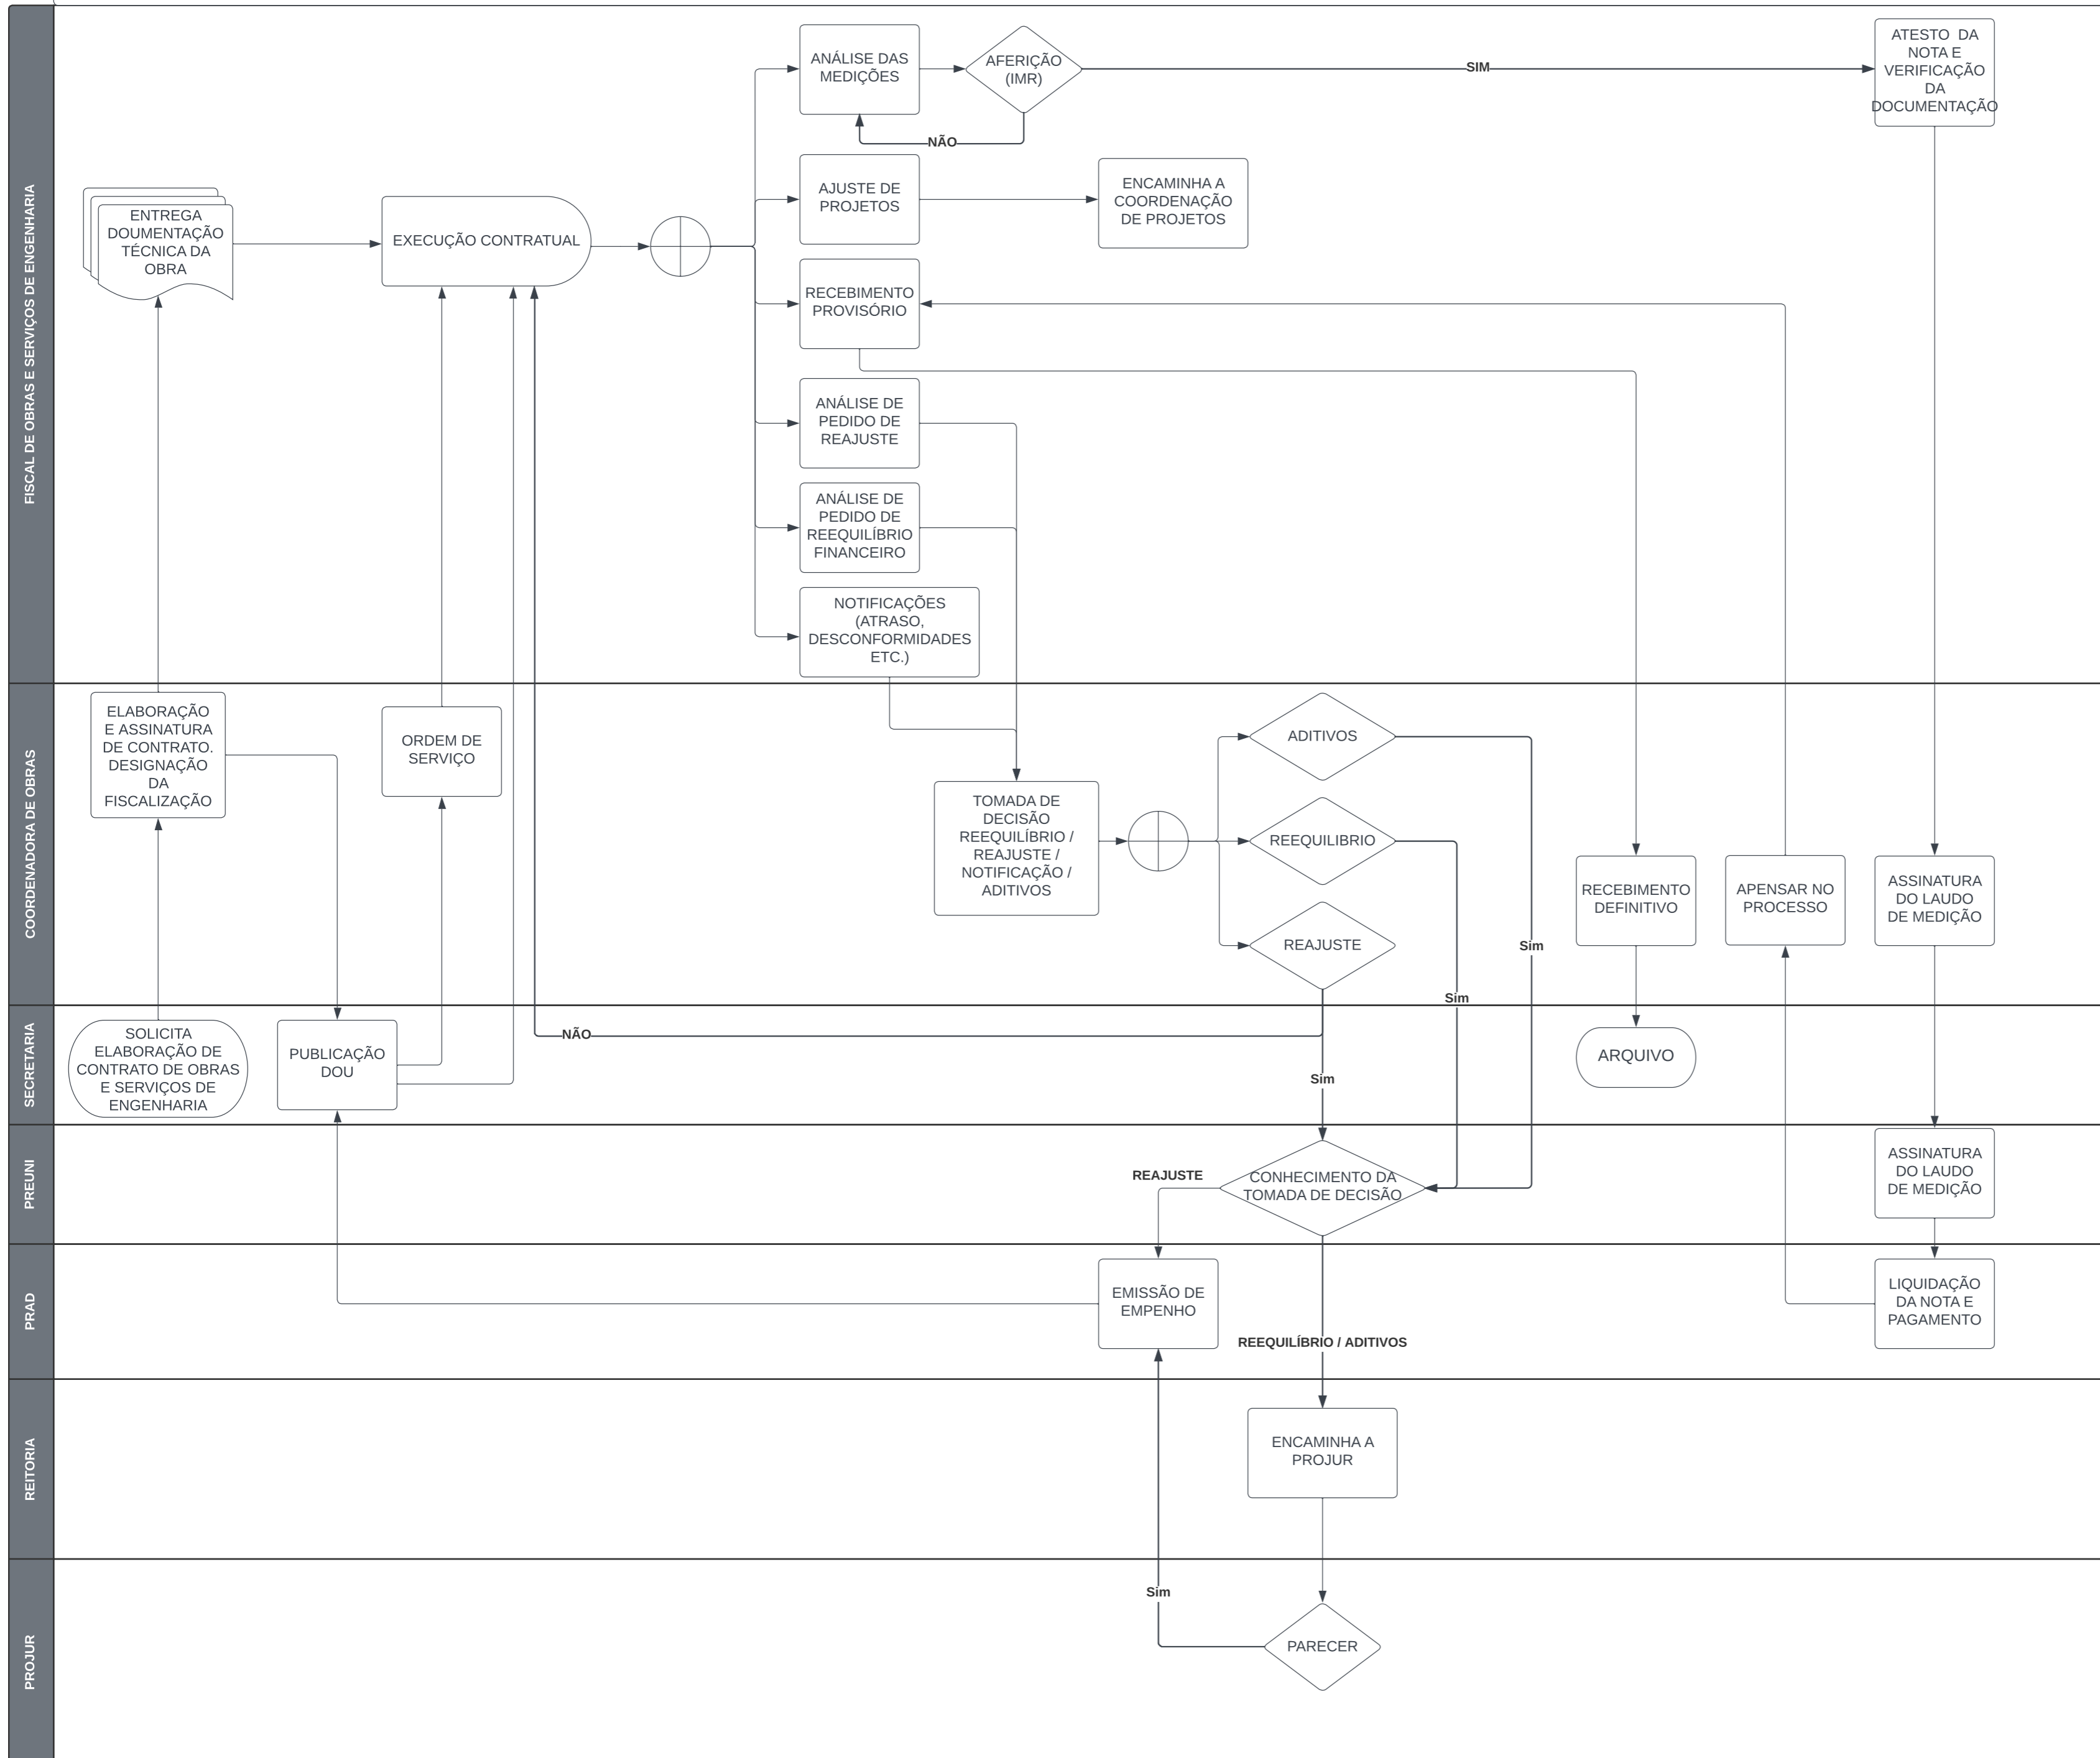 FISCAL DE OBRAS E SERVIÇOS DE ENGENHARIA
ANÁLISE DAS
MEDIÇÕES
AFERIÇÃO
(IMR)
SIM
NÃO
ATESTO DA
NOTA E
VERIFICAÇÃO
DA
DOCUMENTAÇÃO
ENTREGA
DOUMENTAÇÃO
TÉCNICA DA
OBRA
EXECUÇÃO CONTRATUAL
AJUSTE DE
PROJETOS
ENCAMINHA A
COORDENAÇÃO
DE PROJETOS
RECEBIMENTO
PROVISÓRIO
ANÁLISE DE
PEDIDO DE
REAJUSTE
ANÁLISE DE
PEDIDO DE
REEQUILÍBRIO
FINANCEIRO
NOTIFICAÇÕES
(ATRASO,
DESCONFORMIDADES
ETC.)
COORDENADORA DE OBRAS
ELABORAÇÃO
E ASSINATURA
DE CONTRATO.
DESIGNAÇÃO
DA
FISCALIZAÇÃO
ORDEM DE
SERVIÇO
TOMADA DE
DECISÃO
REEQUILÍBRIO /
REAJUSTE /
NOTIFICAÇÃO /
ADITIVOS
ADITIVOS
REEQUILIBRIO
REAJUSTE
Sim
Sim
RECEBIMENTO
DEFINITIVO
APENSAR NO
PROCESSO
ASSINATURA
DO LAUDO
DE MEDIÇÃO
SECRETARIA
SOLICITA
ELABORAÇÃO DE
CONTRATO DE OBRAS
E SERVIÇOS DE
ENGENHARIA
PUBLICAÇÃO
DOU
NÃO
Sim
ARQUIVO
PREUNI
REAJUSTE
CONHECIMENTO DA
TOMADA DE DECISÃO
ASSINATURA
DO LAUDO
DE MEDIÇÃO
PRAD
EMISSÃO DE
EMPENHO
REEQUILÍBRIO / ADITIVOS
LIQUIDAÇÃO
DA NOTA E
PAGAMENTO
REITORIA
ENCAMINHA A
PROJUR
PROJUR
Sim
PARECER